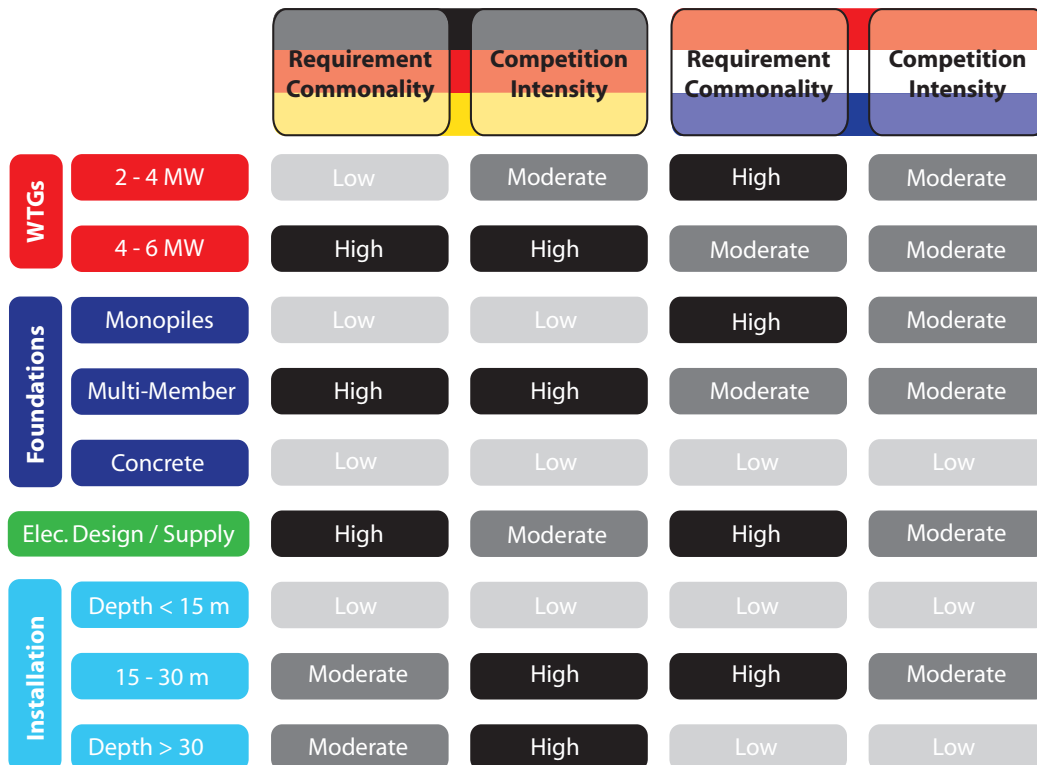 Requirement Commonality Competition Intensity Requirement Commonality Competition Intensity
WTGs
2 - 4 MW Low Moderate High Moderate
4 - 6 MW High High Moderate Moderate
Foundations
Monopiles Low Low High Moderate
Multi-Member High High Moderate Moderate
Concrete Low Low Low Low
Elec. Design / Supply High Moderate High Moderate
Installation
Depth < 15 m Low Low Low Low
15 - 30 m Moderate High High Moderate
Depth > 30 Moderate High Low Low